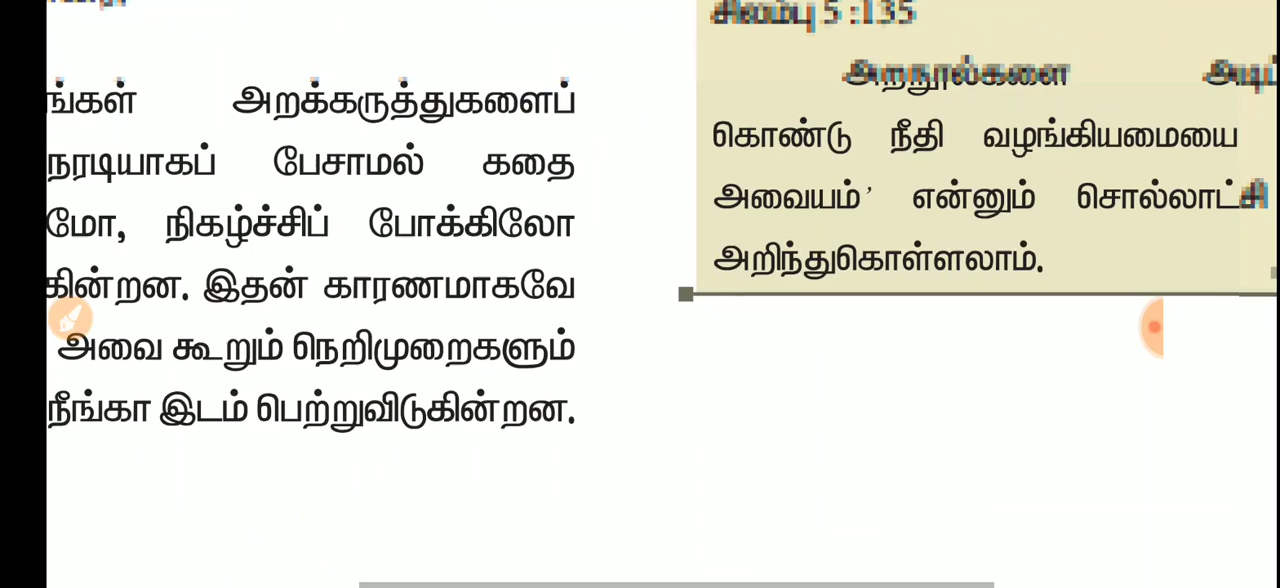 ங்கள் அறக்கருத்துகளைப்
நரடியாகப் பேசாமல் கதை
மோ, நிகழ்ச்சிப் போக்கிலோ
கின்றன. இதன் காரணமாகவே
அவை கூறும் நெறிமுறைகளும்
நீங்கா இடம் பெற்றுவிடுகின்றன.
சிலம்பு 5 :135
அறநூல்களை
கொண்டு நீதி வழங்கியமையை
அவையம்’ என்னும் சொல்லாட்சி
அறிந்துகொள்ளலாம்.